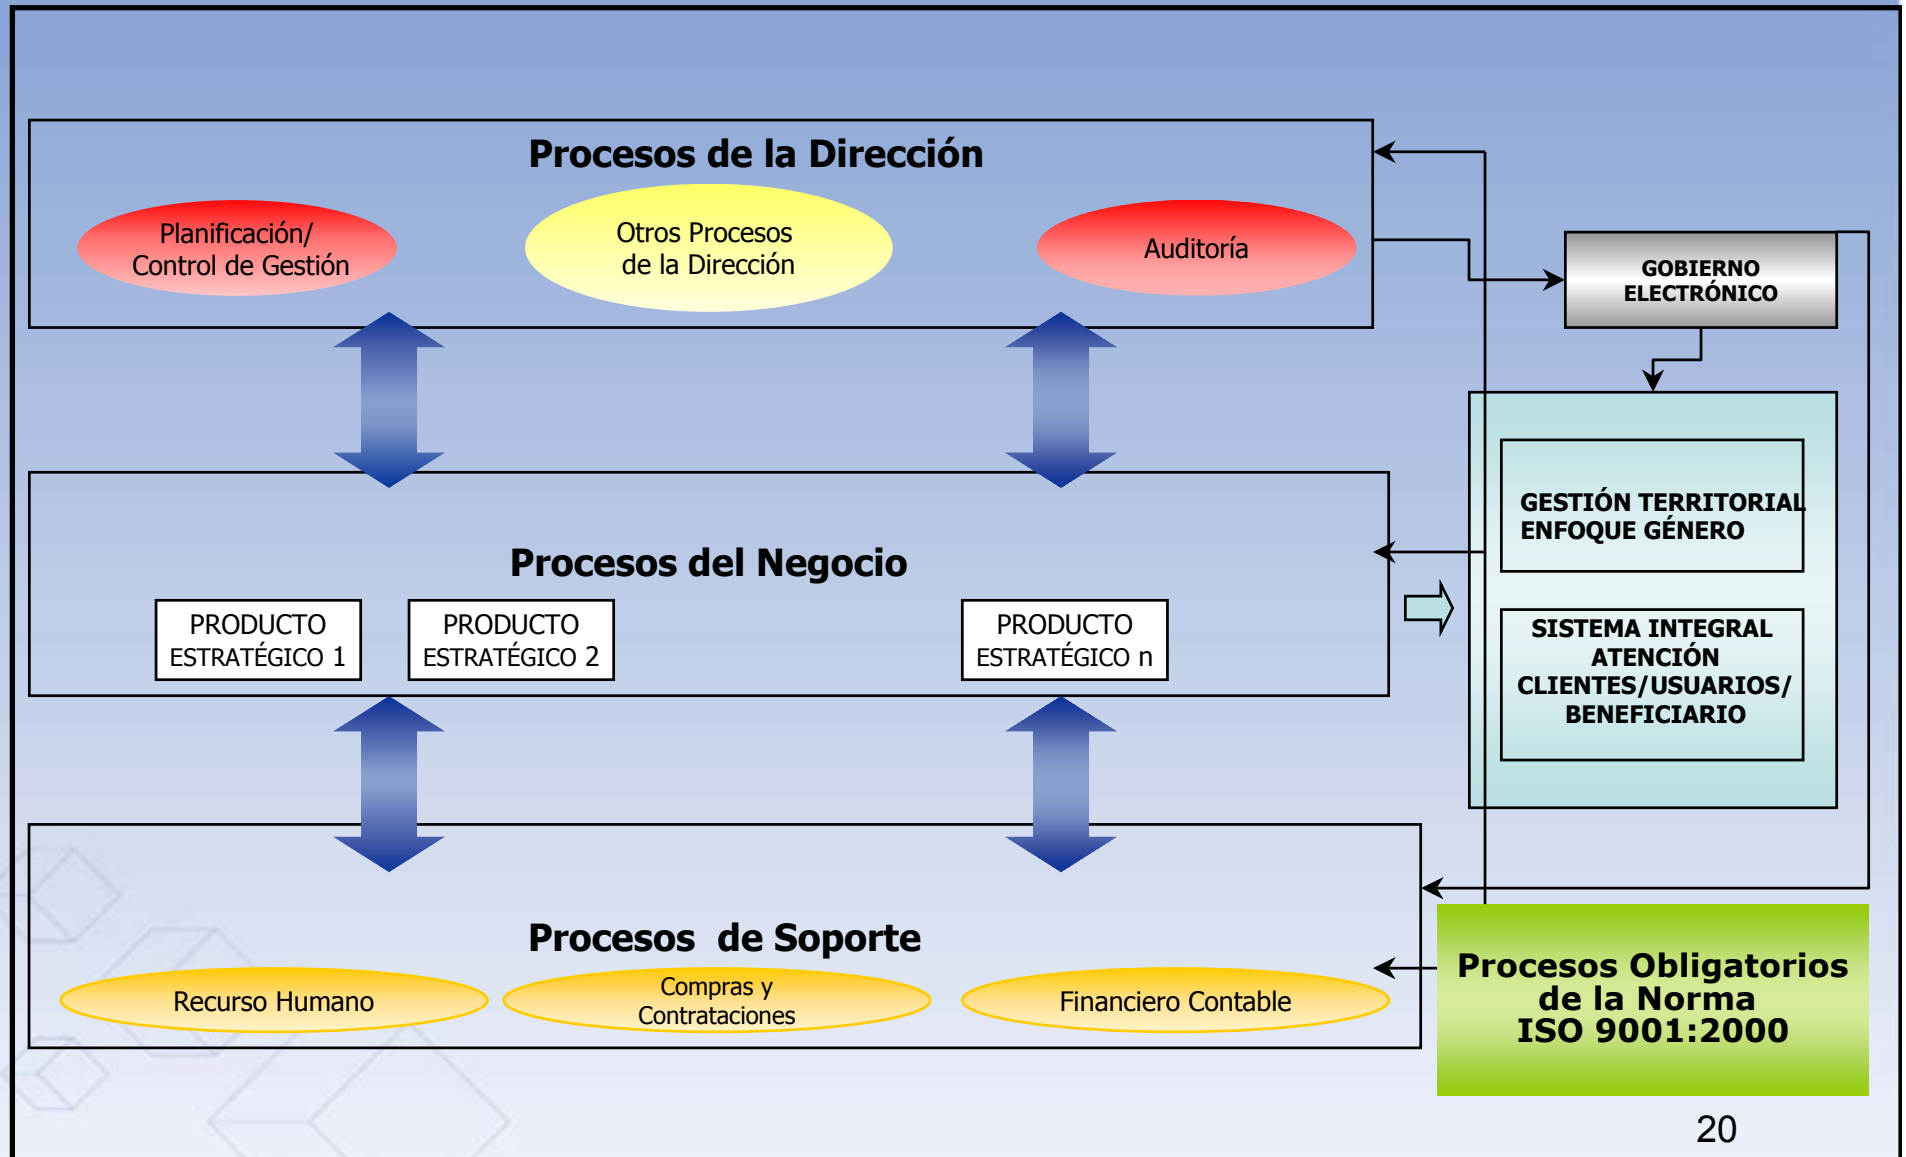 Procesos de la Dirección
Planificación/
Control de Gestión
Otros Procesos
de la Dirección
Auditoría
GOBIERNO
ELECTRÓNICO
GESTIÓN TERRITORIAL
ENFOQUE GÉNERO
Procesos del Negocio
PRODUCTO
ESTRATÉGICO 1
PRODUCTO
ESTRATÉGICO 2
PRODUCTO
ESTRATÉGICO n
SISTEMA INTEGRAL
ATENCIÓN
CLIENTES/USUARIOS/
BENEFICIARIO
Procesos de Soporte
Recurso Humano
Compras y
Contrataciones
Financiero Contable
Procesos Obligatorios
de la Norma
ISO 9001:2000
20